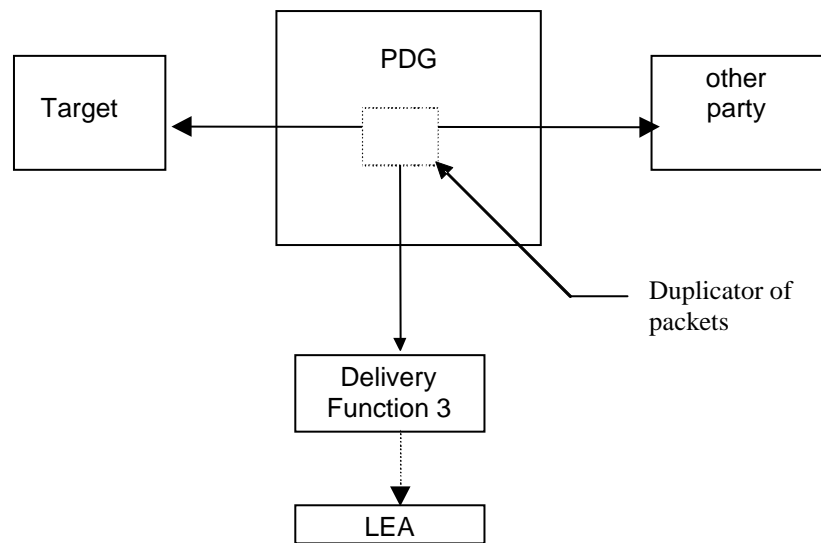 PDG
Target
other
party
Duplicator of
packets
Delivery
Function 3
LEA